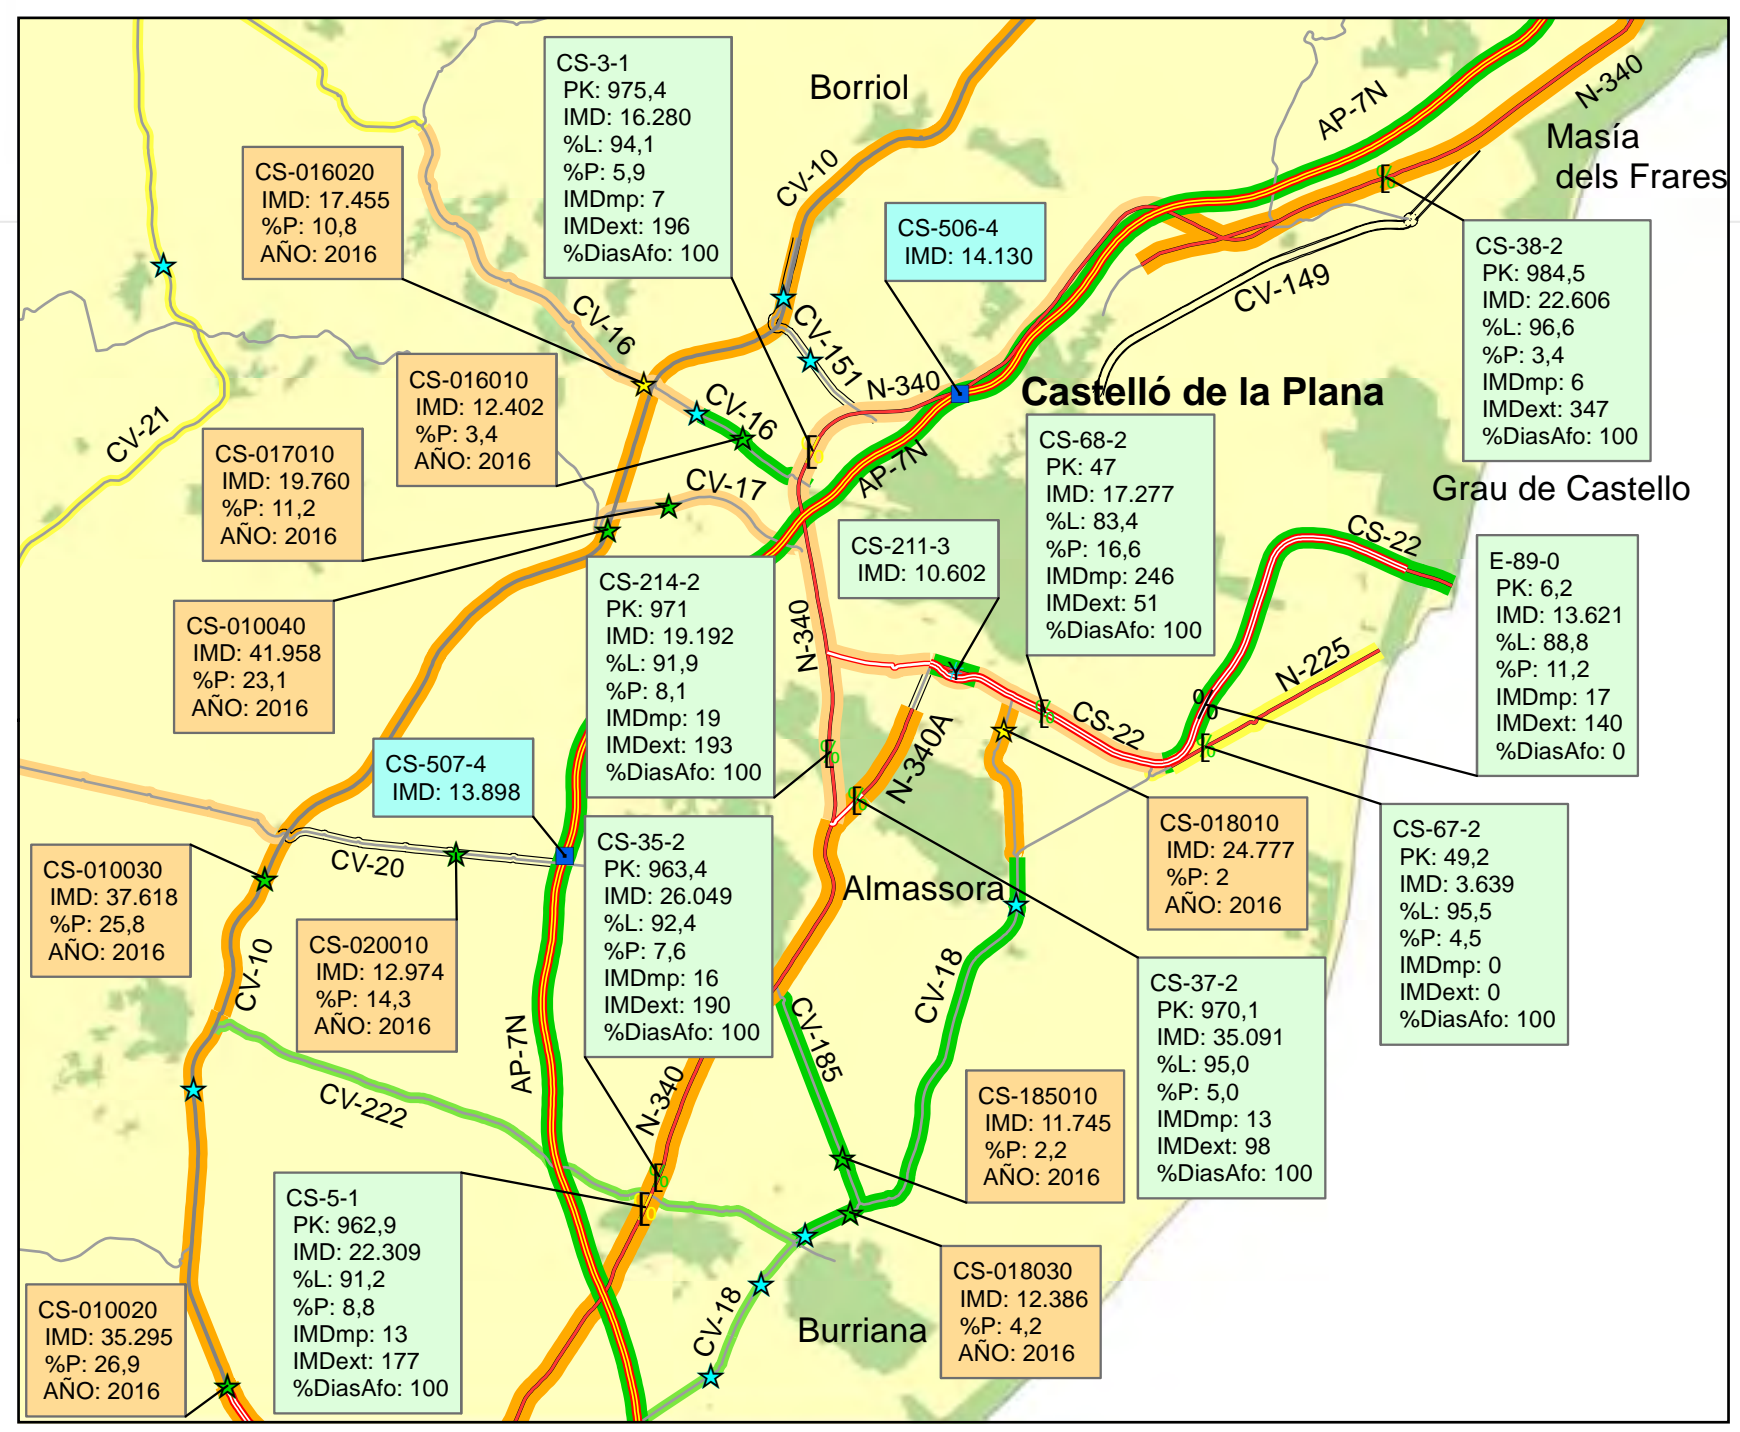 CS-3-1
PK: 975,4
IMD: 16.280
%L: 94,1
%P: 5,9
IMDmp: 7
IMDext: 196
%DiasAfo: 100
Borriol
AP-7N
N-340
Masía
dels Frares
CS-016020
IMD: 17.455
%P: 10,8
AÑO: 2016
CV-10
CS-506-4
IMD: 14.130
CS-38-2
PK: 984,5
IMD: 22.606
%L: 96,6
%P: 3,4
IMDmp: 6
IMDext: 347
%DiasAfo: 100
CV-149
CV-16
CV-151
N-340
Castelló de la Plana
CS-016010
IMD: 12.402
%P: 3,4
AÑO: 2016
CV-16
CV-21
CS-017010
IMD: 19.760
%P: 11,2
AÑO: 2016
CV-17
AP-7N
CS-68-2
PK: 47
IMD: 17.277
%L: 83,4
%P: 16,6
IMDmp: 246
IMDext: 51
%DiasAfo: 100
Grau de Castello
CS-22
CS-211-3
IMD: 10.602
E-89-0
PK: 6,2
IMD: 13.621
%L: 88,8
%P: 11,2
IMDmp: 17
IMDext: 140
%DiasAfo: 0
CS-214-2
PK: 971
IMD: 19.192
%L: 91,9
%P: 8,1
IMDmp: 19
IMDext: 193
%DiasAfo: 100
CS-010040
IMD: 41.958
%P: 23,1
AÑO: 2016
N-340
N-225
CS-22
N-340A
CS-507-4
IMD: 13.898
CS-018010
IMD: 24.777
%P: 2
AÑO: 2016
CS-67-2
PK: 49,2
IMD: 3.639
%L: 95,5
%P: 4,5
IMDmp: 0
IMDext: 0
%DiasAfo: 100
CS-35-2
PK: 963,4
IMD: 26.049
%L: 92,4
%P: 7,6
IMDmp: 16
IMDext: 190
%DiasAfo: 100
CV-20
CS-010030
IMD: 37.618
%P: 25,8
AÑO: 2016
Almassora
CS-020010
IMD: 12.974
%P: 14,3
AÑO: 2016
CV-10
CV-18
CS-37-2
PK: 970,1
IMD: 35.091
%L: 95,0
%P: 5,0
IMDmp: 13
IMDext: 98
%DiasAfo: 100
CV-185
AP-7N
CV-222
N-340
CS-185010
IMD: 11.745
%P: 2,2
AÑO: 2016
CS-5-1
PK: 962,9
IMD: 22.309
%L: 91,2
%P: 8,8
IMDmp: 13
IMDext: 177
%DiasAfo: 100
CS-018030
IMD: 12.386
%P: 4,2
AÑO: 2016
CS-010020
IMD: 35.295
%P: 26,9
AÑO: 2016
CV-18
Burriana